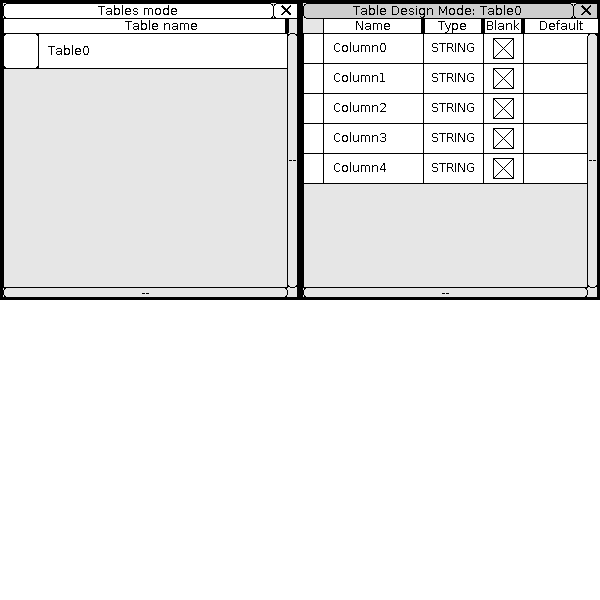 Tables mode
Table name
Table0
--
--
Table Design Mode: Table0
Name Type Blank Default
Column0 STRING
Column1 STRING
Column2 STRING
Column3 STRING
Column4 STRING
--
--